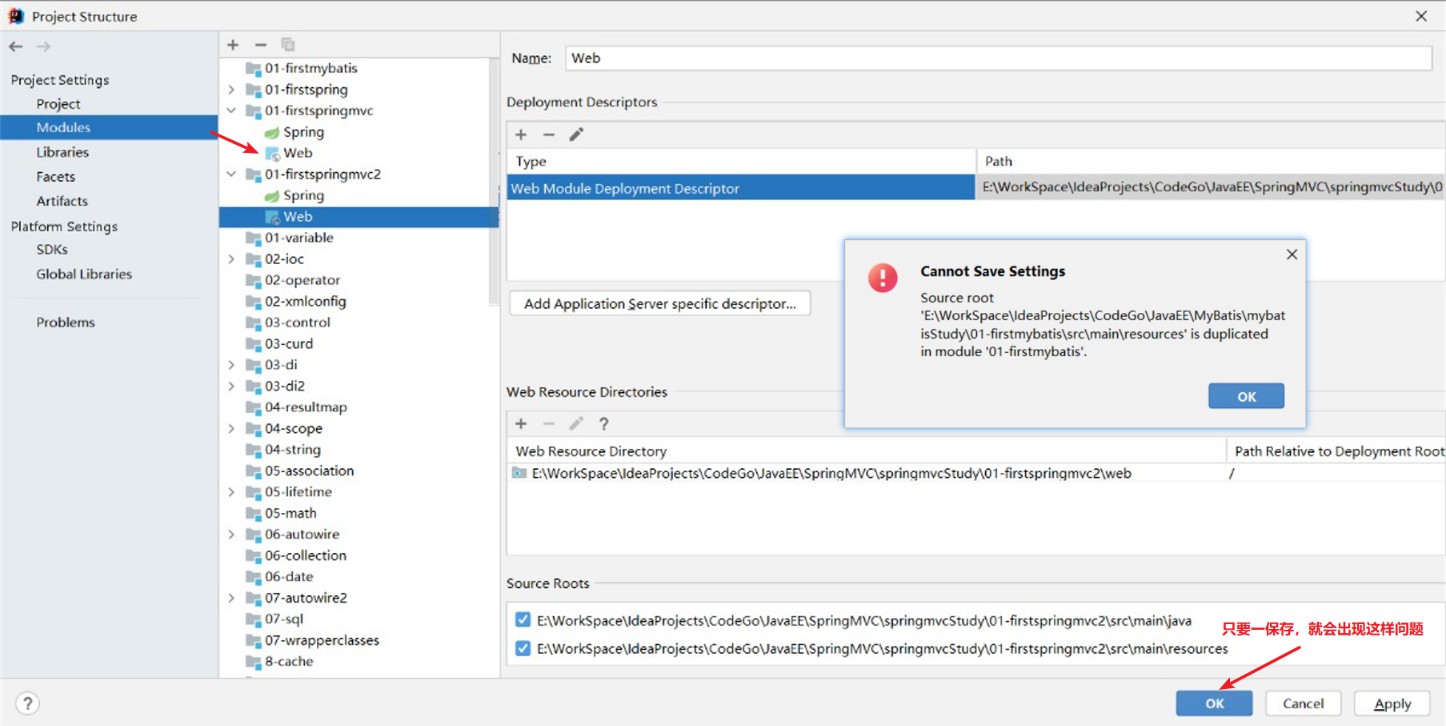 Project Structure
Project Settings
Project
Modules
Libraries
Facets
Artifacts
Platform Settings
SDKs
Global Libraries
Problems
01-firstmybatis
01-firstspring
01-firstspringmvc
Spring
Web
01-firstspringmvc2
Spring
Web
01-variable
02-ioc
02-operator
02-xmlconfig
03-control
03-curd
03-di
03-di2
04-resultmap
04-scope
04-string
05-association
05-lifetime
05-math
06-autowire
06-collection
06-date
07-autowire2
07-sql
07-wrapperclasses
8-cache
Name: Web
Deployment Descriptors
Type Path
Web Module Deployment Descriptor E:\WorkSpace\IdeaProjects\CodeGo\JavaEE\SpringMVC\springmvcStudy\0
Add Application Server specific descriptor...
Cannot Save Settings
Source root
'E:\WorkSpace\IdeaProjects\CodeGo\JavaEE\MyBatis\mybat
isStudy\01-firstmybatis\src\main\resources' is duplicated
in module '01-firstmybatis'.
OK
Web Resource Directories
?
Web Resource Directory Path Relative to Deployment Root
E:\WorkSpace\IdeaProjects\CodeGo\JavaEE\SpringMVC\springmvcStudy\01-firstspringmvc2\web /
Source Roots
E:\WorkSpace\IdeaProjects\CodeGo\JavaEE\SpringMVC\springmvcStudy\01-firstspringmvc2\src\main\java
E:\WorkSpace\IdeaProjects\CodeGo\JavaEE\SpringMVC\springmvcStudy\01-firstspringmvc2\src\main\resources
只要一保存，就会出现这样问题
? OK Cancel Apply